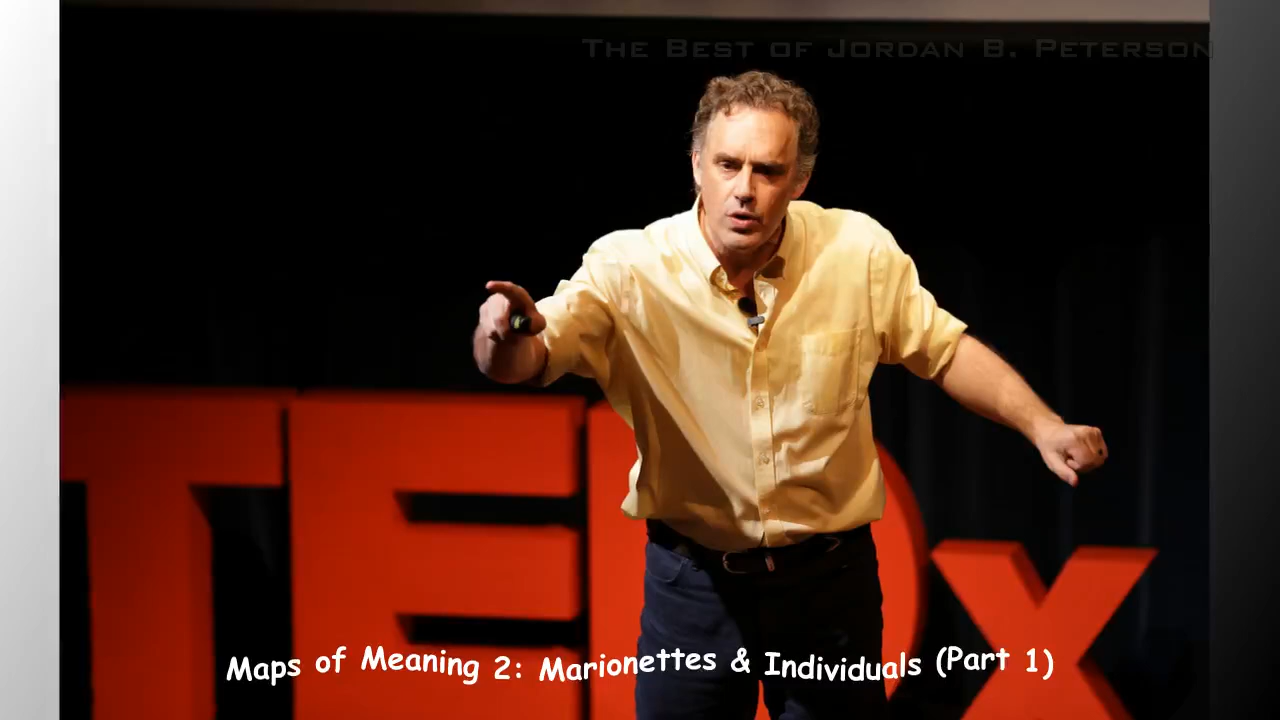 The Best of Jordan B. Peterson
TEDx
Maps of Meaning 2: Marionettes & Individuals (Part 1)